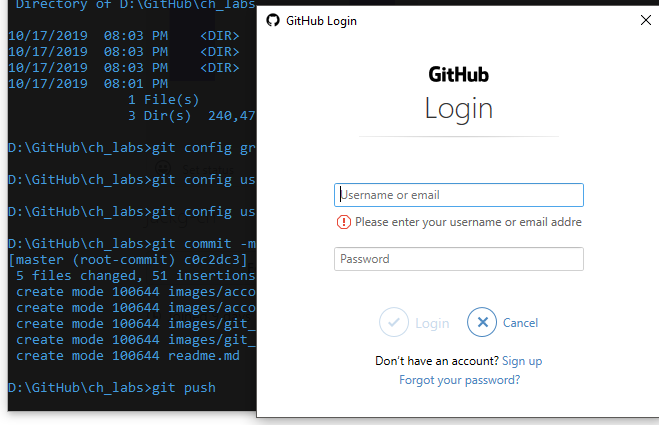 Directory of D:\GitHub\ch_labs
10/17/2019  08:03 PM    <DIR>
10/17/2019  08:03 PM    <DIR>
10/17/2019  08:03 PM    <DIR>
10/17/2019  08:01 PM
1 File(s)
3 Dir(s)  240,47
D:\GitHub\ch_labs>git config gr
D:\GitHub\ch_labs>git config us
D:\GitHub\ch_labs>git config us
D:\GitHub\ch_labs>git commit -m
[master (root-commit) c0c2dc3]
5 files changed, 51 insertions
create mode 100644 images/acco
create mode 100644 images/acco
create mode 100644 images/git_
create mode 100644 images/git_
create mode 100644 readme.md
D:\GitHub\ch_labs>git push
GitHub Login
GitHub
Login
Username or email
Please enter your username or email addre
Password
Login
Cancel
Don't have an account? Sign up
Forgot your password?